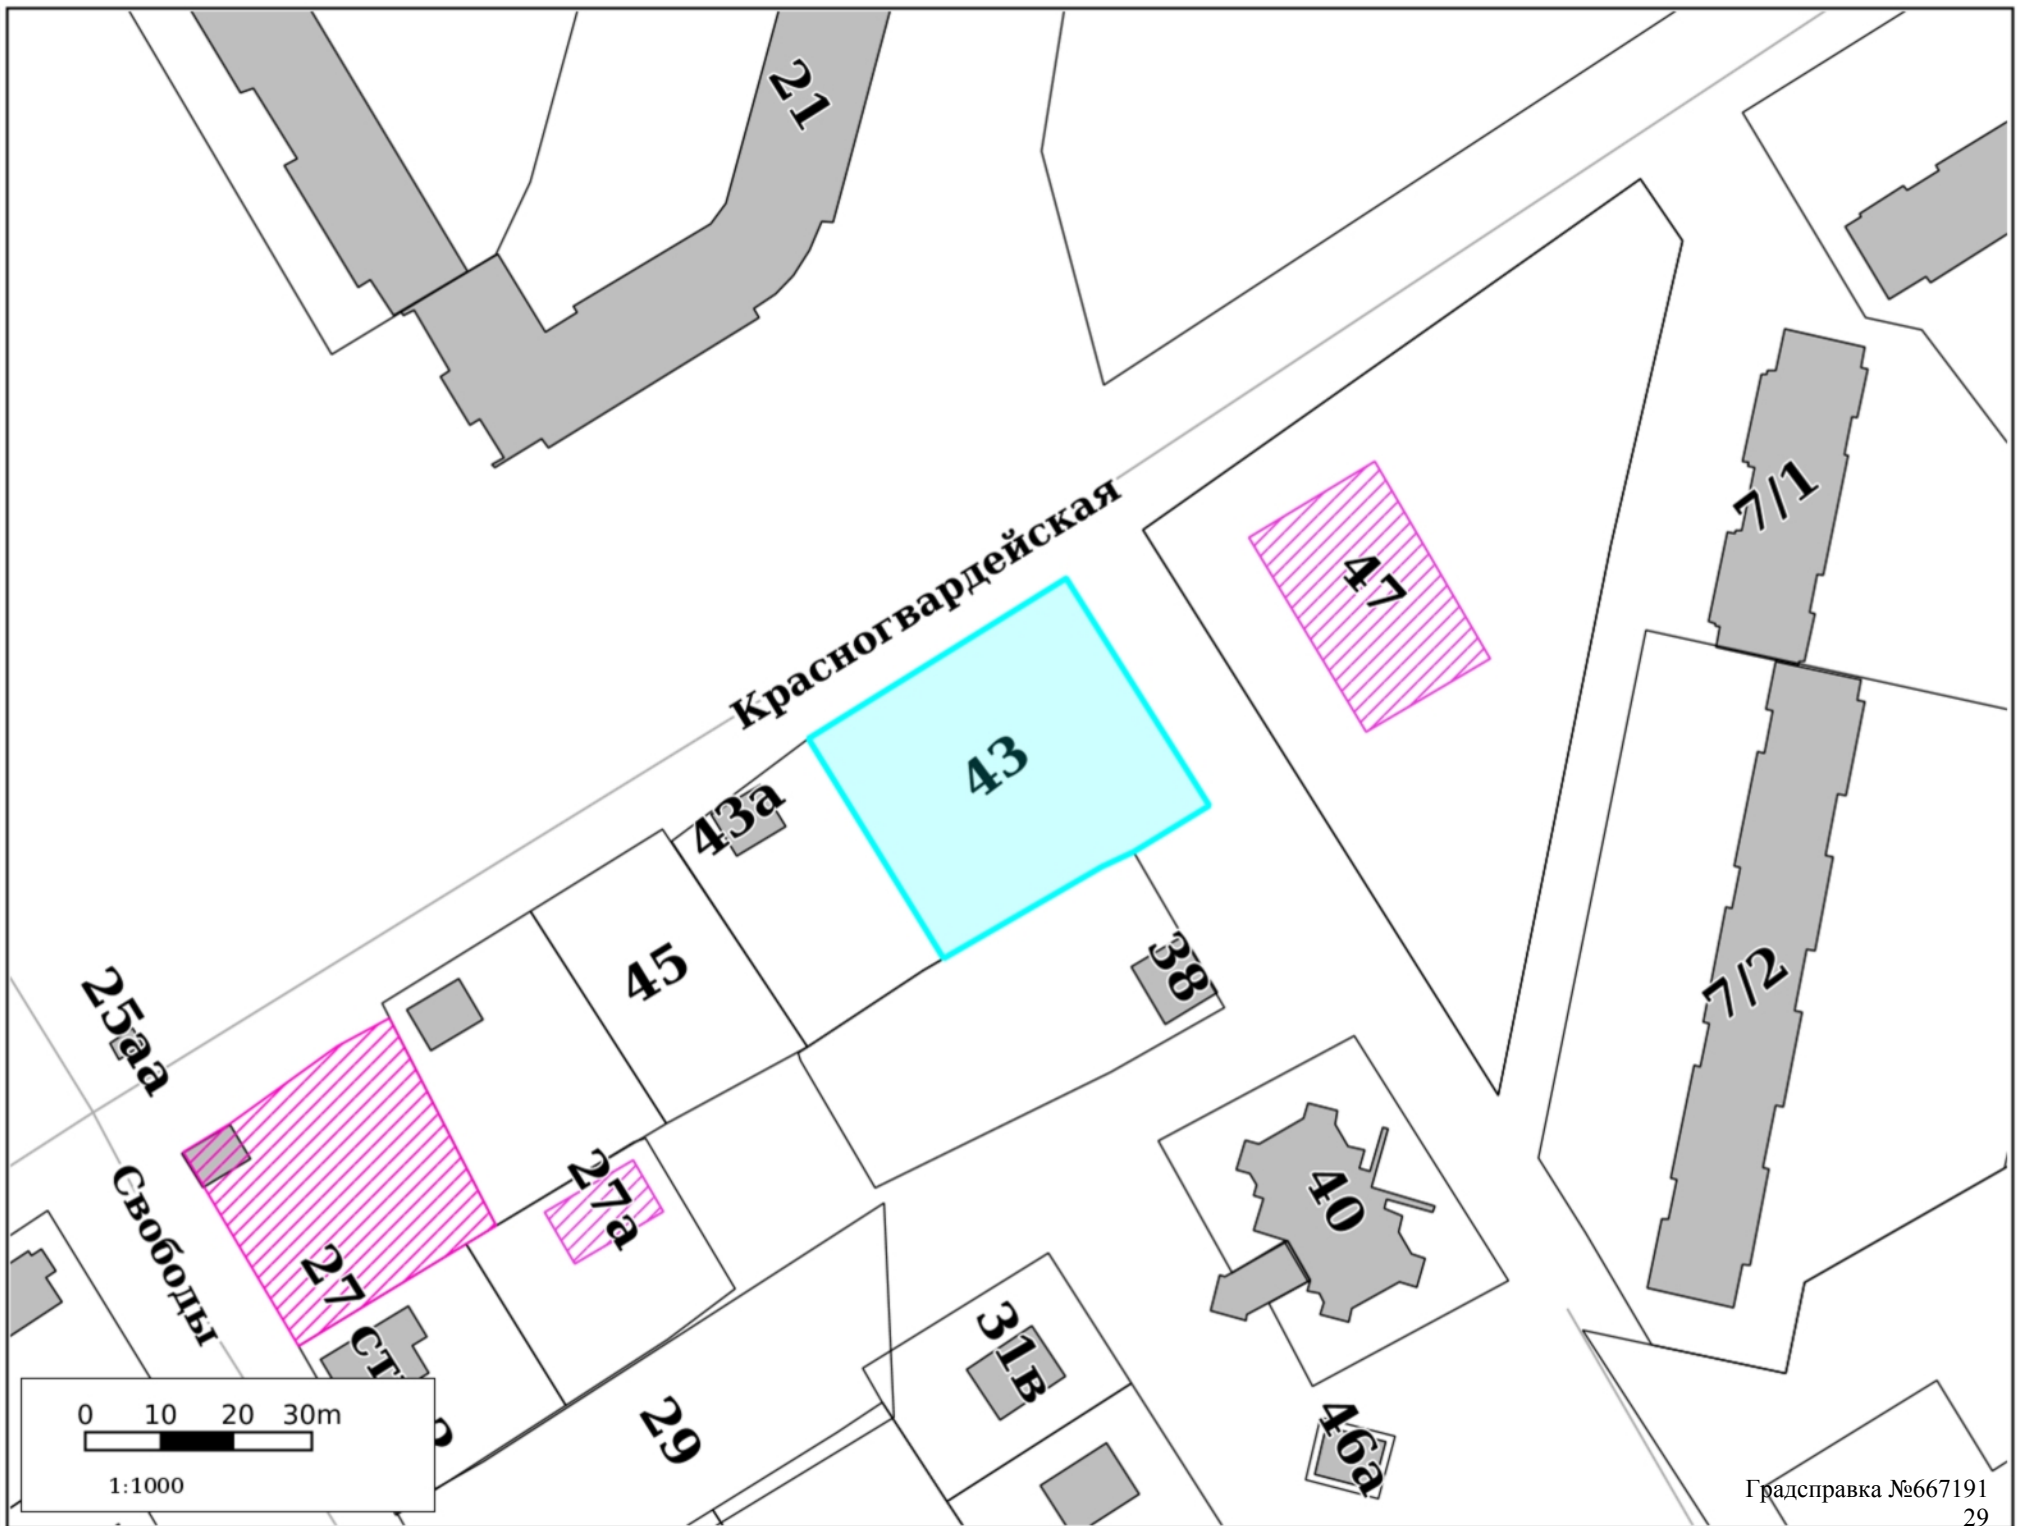 21
Красногвардейская
7/1
47
43
43а
45
38
7/2
25аа
27а
40
Свободы
27
31в
29
46а
0 10 20 30m
1:1000
Градсправка №667191
29